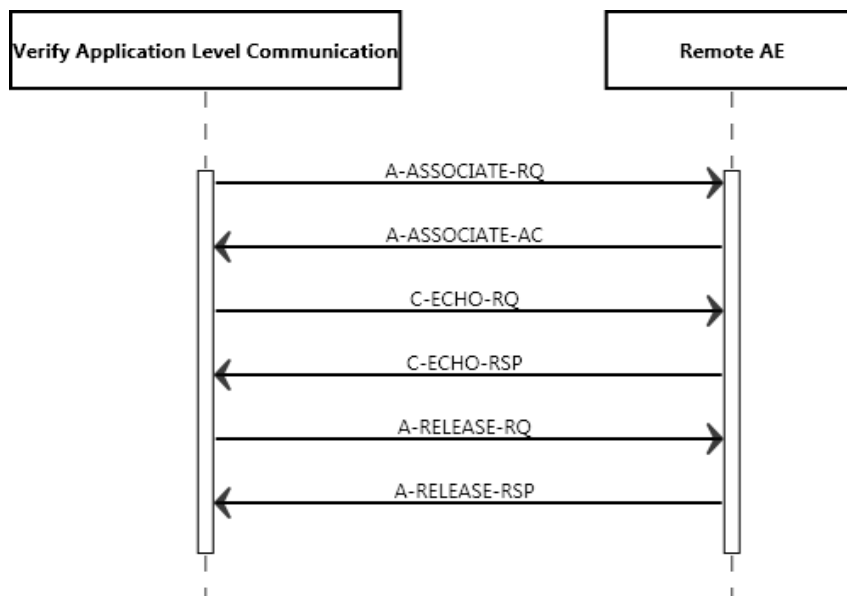 Verify Application Level Communication
Remote AE
A-ASSOCIATE-RQ
A-ASSOCIATE-AC
C-ECHO-RQ
C-ECHO-RSP
A-RELEASE-RQ
A-RELEASE-RSP